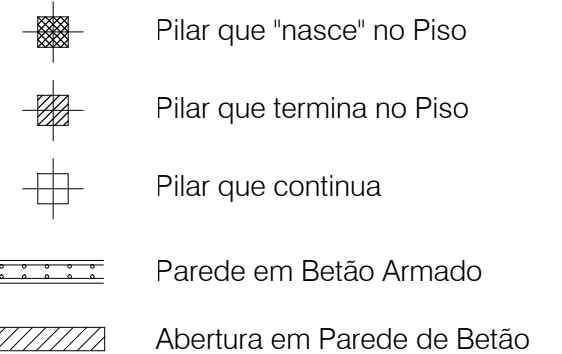 Pilar que "nasce" no Piso
Pilar que termina no Piso
Pilar que continua
Parede em Betão Armado
Abertura em Parede de Betão